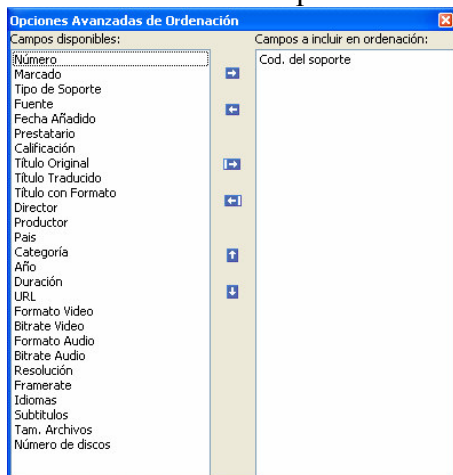 Opciones Avanzadas de Ordenación
Campos disponibles:
Campos a incluir en ordenación:
Número
Marcado
Tipo de Soporte
Fuente
Fecha Añadido
Prestatario
Calificación
Título Original
Título Traducido
Título con Formato
Director
Productor
Pais
Categoría
Año
Duración
URL
Formato Video
Bitrate Video
Formato Audio
Bitrate Audio
Resolución
Framerate
Idiomas
Subtitulos
Tam. Archivos
Número de discos
Cod. del soporte